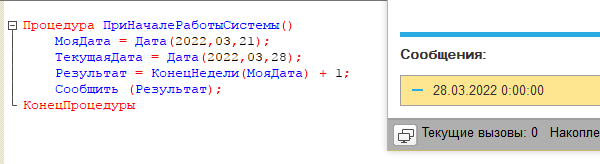 Процедура ПриНачалеРаботыСистемы()
МояДата = Дата(2022,03,21);
ТекущаяДата = Дата(2022,03,28);
Результат = КонецНедели(МояДата) + 1;
Сообщить (Результат);
КонецПроцедуры
Сообщения:
28.03.2022 0:00:00
Текущие вызовы: 0 Накопле